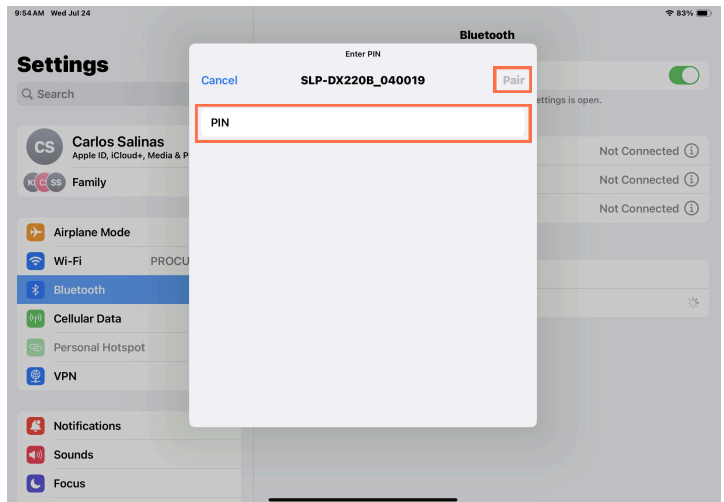 9:54 AM Wed Jul 24
83%
Settings
Search
CS
Carlos Salinas
Apple ID, iCloud+, Media & P
SS
Family
Airplane Mode
Wi-Fi PROCU
Bluetooth
Cellular Data
Personal Hotspot
VPN
Notifications
Sounds
Focus
Bluetooth
Enter PIN
Cancel SLP-DX220B_040019 Pair
PIN
ettings is open.
Not Connected
Not Connected
Not Connected